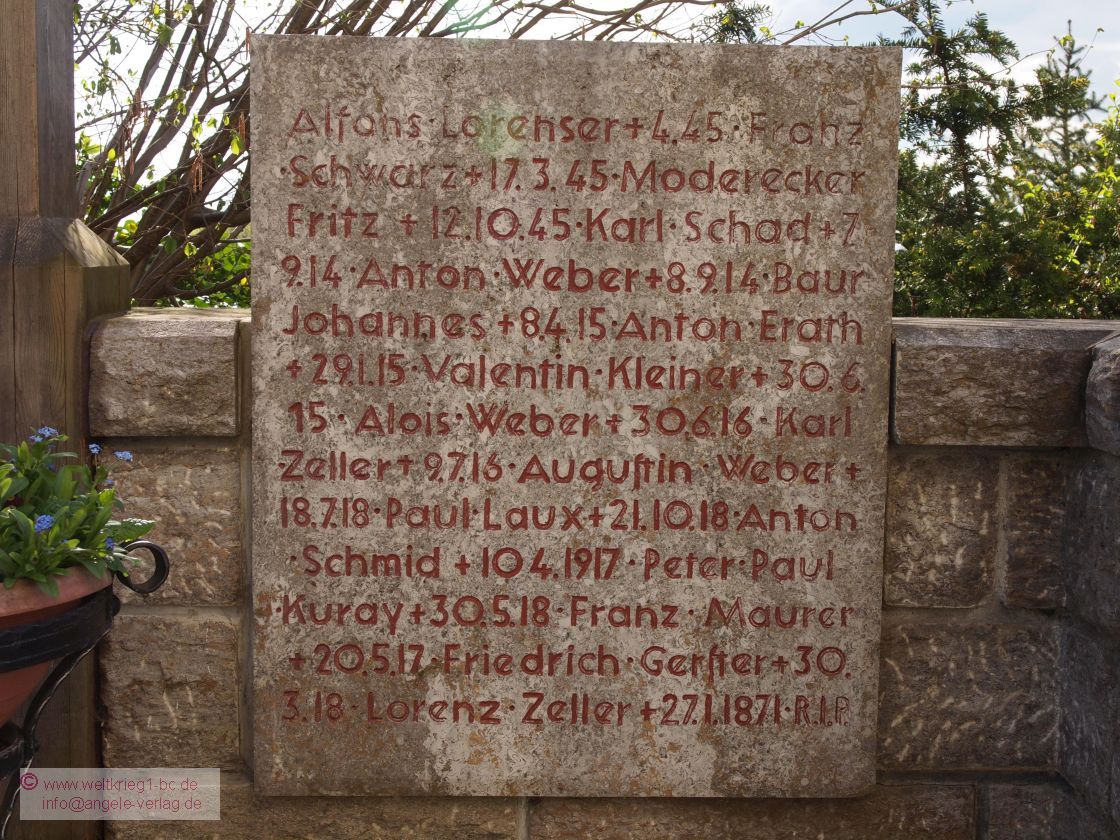 Alfons·Lorenser+4.45·Franz
·Schwarz+17.3.45·Moderecker
Fritz+12.10.45·Karl·Schad+7
9.14·Anton·Weber+8.9.14·Baur
Johannes+8.4.15·Anton·Erath
+29.1.15·Valentin·Kleiner+30.6.
15·Alois·Weber+30.6.16·Karl
Zeller+9.7.16·Auguſtin·Weber+
18.7.18·Paul·Laux+21.10.18·Anton
·Schmid+10.4.1917·Peter·Paul
·Kuray+30.5.18·Franz·Maurer
+20.5.17·Friedrich·Gerſter+30.
3.18·Lorenz·Zeller+27.1.1871·R.I.P.
© www.weltkrieg1-bc.de
info@angele-verlag.de